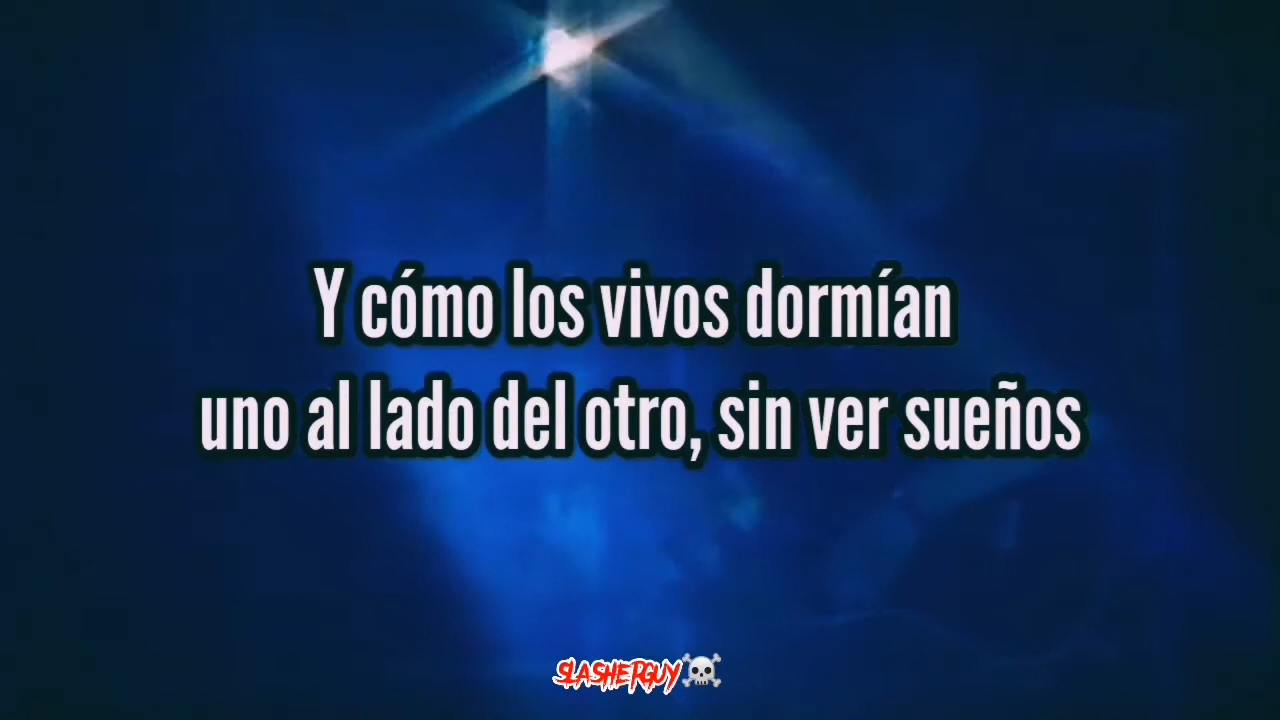 Y cómo los vivos dormían
uno al lado del otro, sin ver sueños
SLASHERGUY☠️